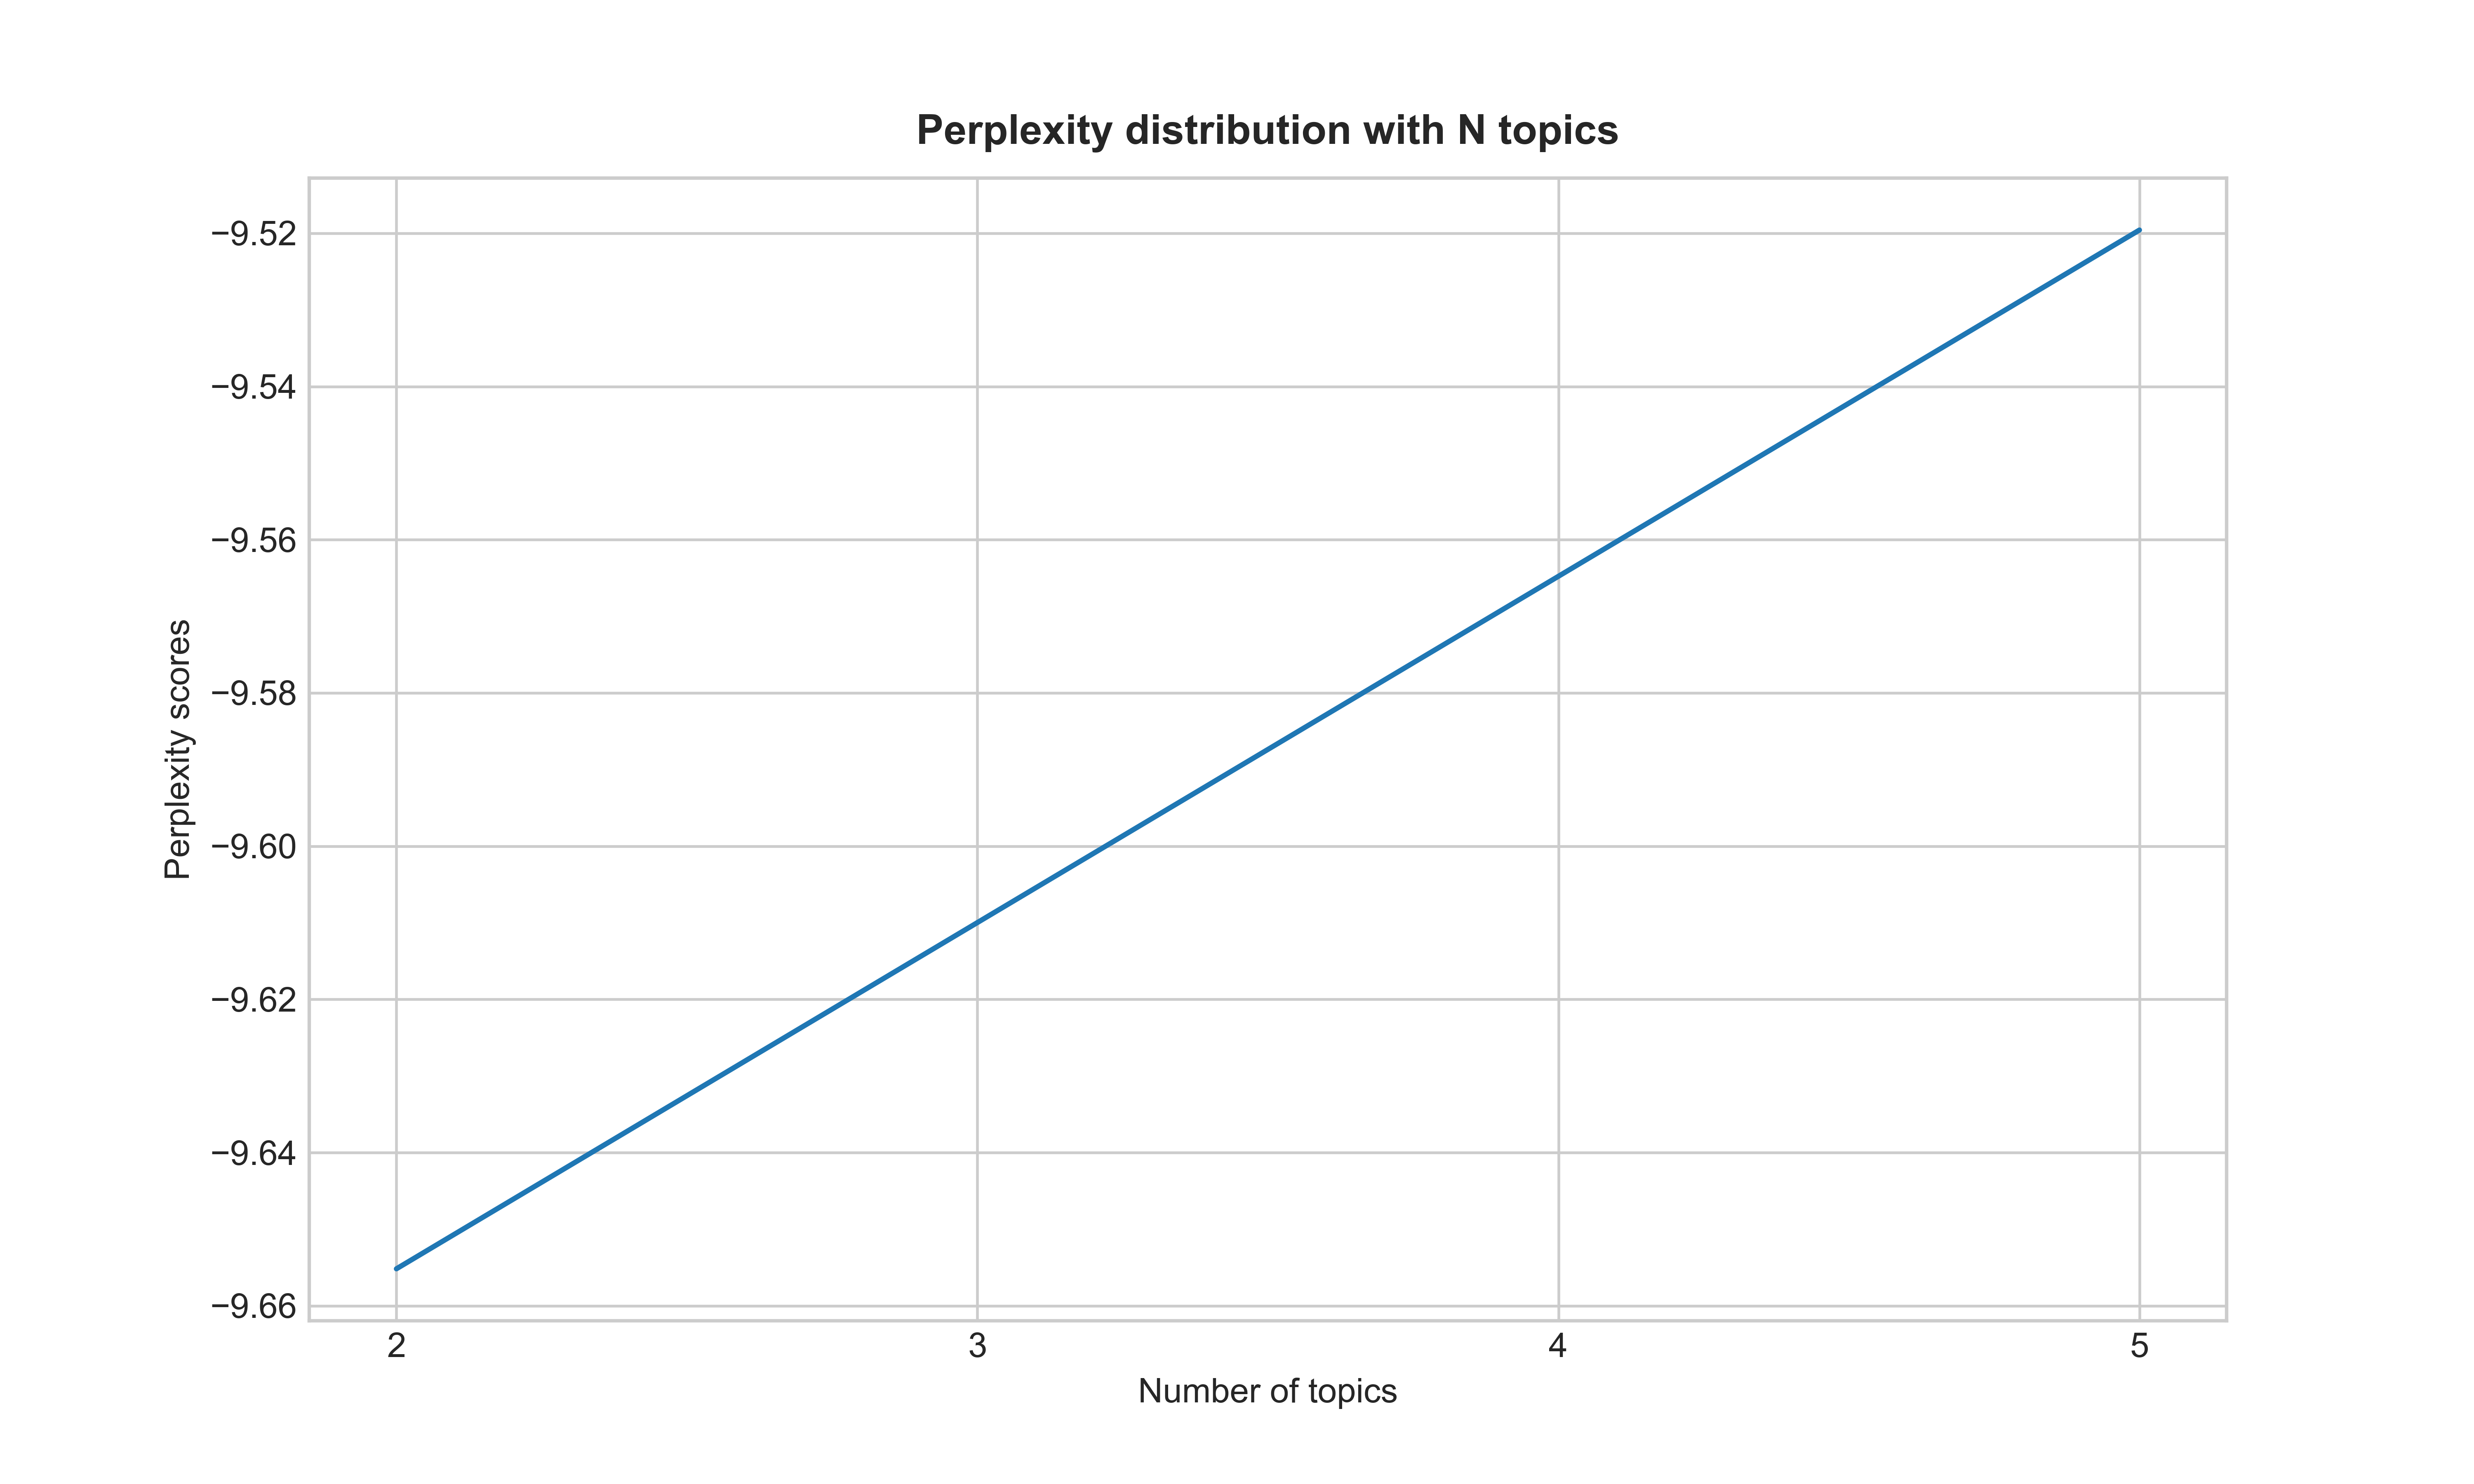 Perplexity distribution with N topics
−9.52
−9.54
−9.56
−9.58
−9.60
−9.62
−9.64
−9.66
Perplexity scores
2 3 4 5
Number of topics